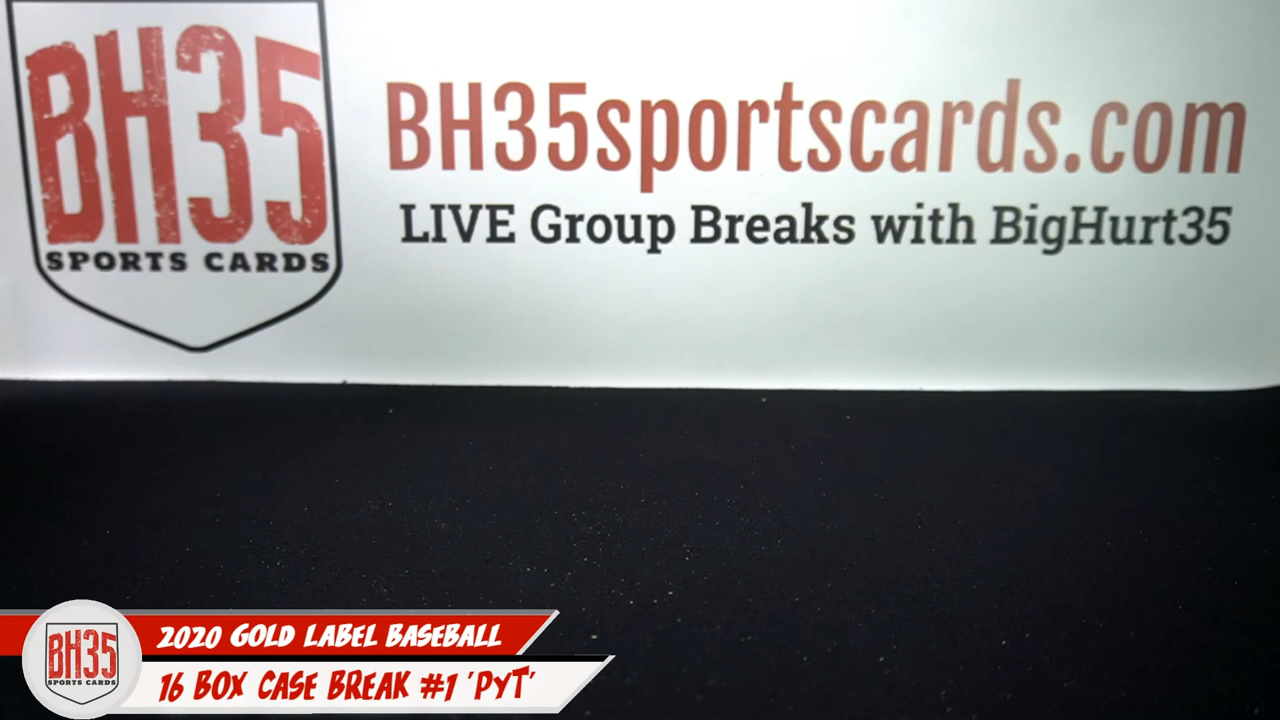 BH35
SPORTS CARDS
BH35sportscards.com
LIVE Group Breaks with BigHurt35
BH35
SPORTS CARDS
2020 GOLD LABEL BASEBALL
16 BOX CASE BREAK #1 'PYT'